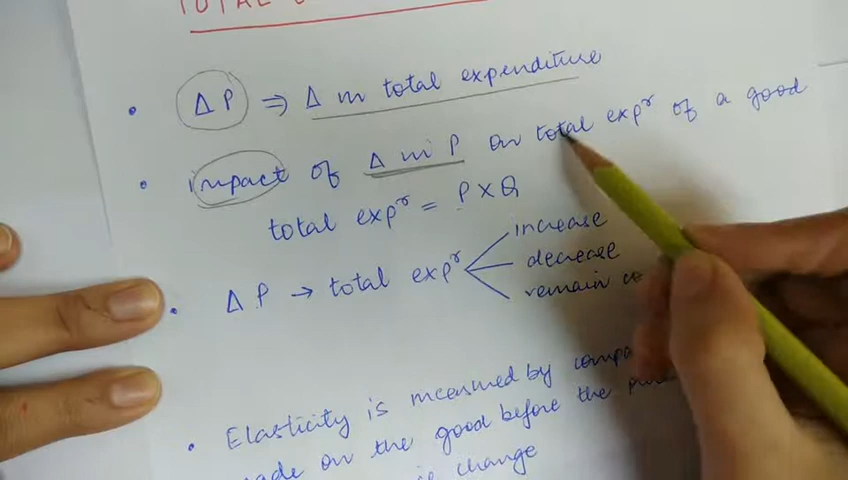 TOTAL
• ΔP ⇒ Δ in total expenditure
• impact of Δ in P on total expr of a good
total expr = P x Q
• ΔP → total expr
increase
decrease
remain
• Elasticity is measured by
on the good before the
change